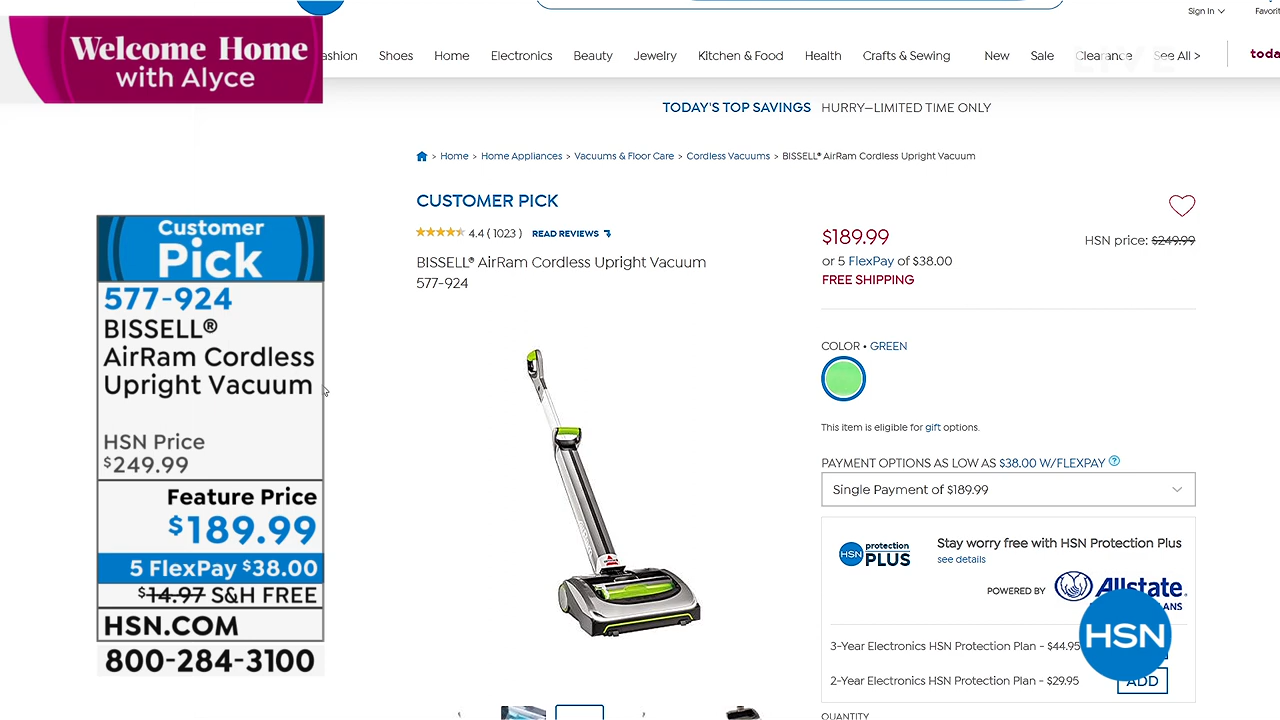 Welcome Home
with Alyce
Sign In
Favorit
ashion Shoes Home Electronics Beauty Jewelry Kitchen & Food Health Crafts & Sewing New Sale Clearance See All >
toda
TODAY'S TOP SAVINGS HURRY—LIMITED TIME ONLY
> Home > Home Appliances > Vacuums & Floor Care > Cordless Vacuums > BISSELL® AirRam Cordless Upright Vacuum
CUSTOMER PICK
4.4 ( 1023 ) READ REVIEWS
BISSELL® AirRam Cordless Upright Vacuum
577-924
$189.99
HSN price: $249.99
or 5 FlexPay of $38.00
FREE SHIPPING
COLOR • GREEN
This item is eligible for gift options.
PAYMENT OPTIONS AS LOW AS $38.00 W/FLEXPAY ?
Single Payment of $189.99
HSN protection PLUS
Stay worry free with HSN Protection Plus
see details
POWERED BY Allstate.
ANS
3-Year Electronics HSN Protection Plan - $44.95
2-Year Electronics HSN Protection Plan - $29.95
ADD
QUANTITY
HSN
Customer
Pick
577-924
BISSELL®
AirRam Cordless
Upright Vacuum
HSN Price
$249.99
Feature Price
$189.99
5 FlexPay $38.00
$14.97 S&H FREE
HSN.COM
800-284-3100